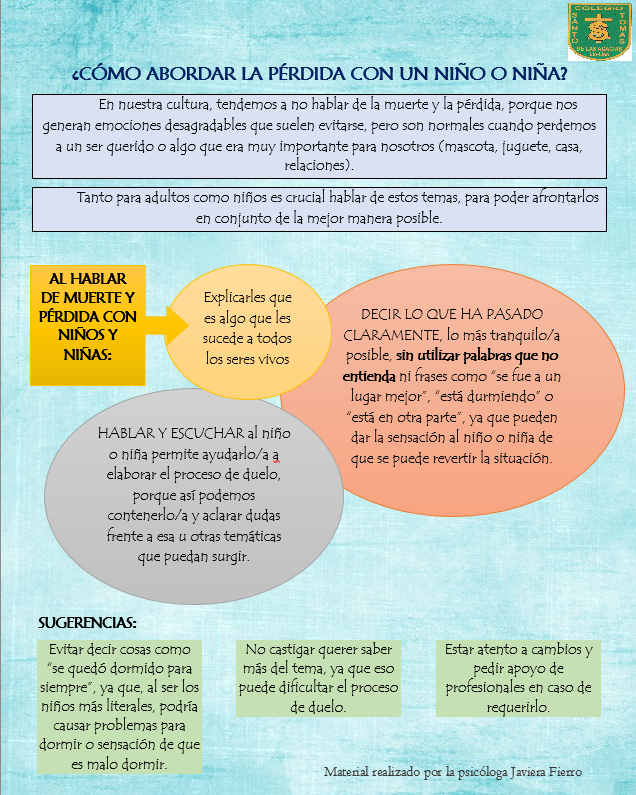 COLEGIO
SANTO
TOMAS
DE LAS ACACIAS
¿CÓMO ABORDAR LA PÉRDIDA CON UN NIÑO O NIÑA?
En nuestra cultura, tendemos a no hablar de la muerte y la pérdida, porque nos
generan emociones desagradables que suelen evitarse, pero son normales cuando perdemos
a un ser querido o algo que era muy importante para nosotros (mascota, juguete, casa,
relaciones).
Tanto para adultos como niños es crucial hablar de estos temas, para poder afrontarlos
en conjunto de la mejor manera posible.
AL HABLAR
DE MUERTE Y
PÉRDIDA CON
NIÑOS Y
NIÑAS:
Explicarles que
es algo que les
sucede a todos
los seres vivos
DECIR LO QUE HA PASADO
CLARAMENTE, lo más tranquilo/a
posible, sin utilizar palabras que no
entienda ni frases como “se fue a un
lugar mejor”, “está durmiendo” o
“está en otra parte”, ya que pueden
dar la sensación al niño o niña de
que se puede revertir la situación.
HABLAR Y ESCUCHAR al niño
o niña permite ayudarlo/a a
elaborar el proceso de duelo,
porque así podemos
contenerlo/a y aclarar dudas
frente a esa u otras temáticas
que puedan surgir.
SUGERENCIAS:
Evitar decir cosas como
“se quedó dormido para
siempre”, ya que, al ser los
niños más literales, podría
causar problemas para
dormir o sensación de que
es malo dormir.
No castigar querer saber
más del tema, ya que eso
puede dificultar el proceso
de duelo.
Estar atento a cambios y
pedir apoyo de
profesionales en caso de
requerirlo.
Material realizado por la psicóloga Javiera Fierro